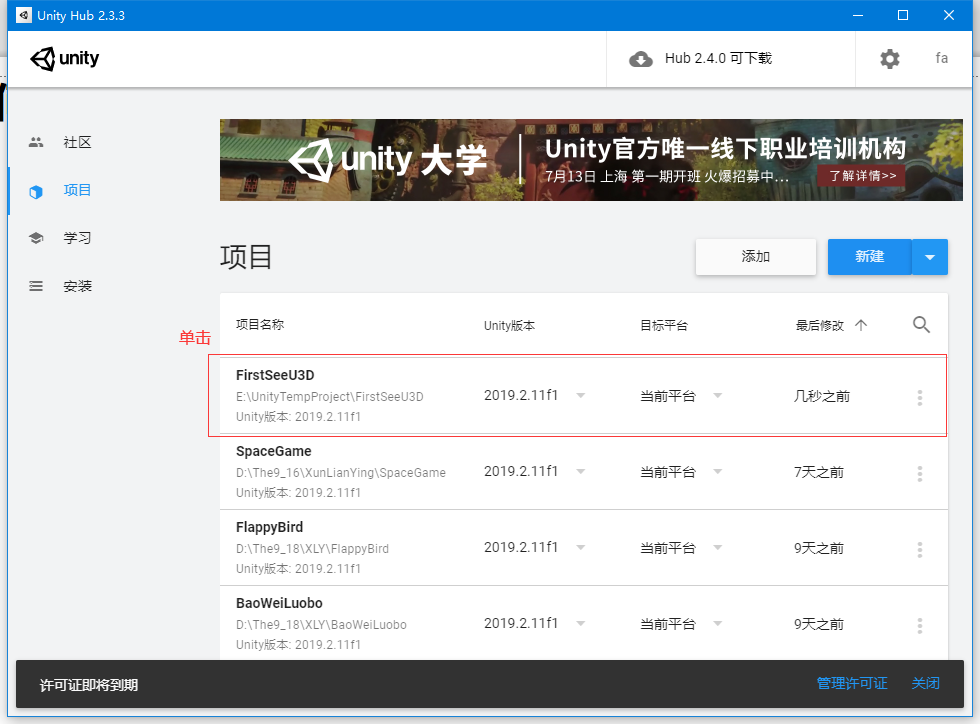 Unity Hub 2.3.3
unity
Hub 2.4.0 可下载
fa
社区
项目
学习
安装
unity 大学
Unity官方唯一线下职业培训机构
7月13日 上海 第一期开班 火爆招募中...
了解详情>>
项目
添加
新建
项目名称
Unity版本
目标平台
最后修改
单击
FirstSeeU3D
E:\UnityTempProject\FirstSeeU3D
Unity版本: 2019.2.11f1
2019.2.11f1
当前平台
几秒之前
SpaceGame
D:\The9_16\XunLianYing\SpaceGame
Unity版本: 2019.2.11f1
2019.2.11f1
当前平台
7天之前
FlappyBird
D:\The9_18\XLY\FlappyBird
Unity版本: 2019.2.11f1
2019.2.11f1
当前平台
9天之前
BaoWeiLuobo
D:\The9_18\XLY\BaoWeiLuobo
Unity版本: 2019.2.11f1
2019.2.11f1
当前平台
9天之前
许可证即将到期
管理许可证
关闭